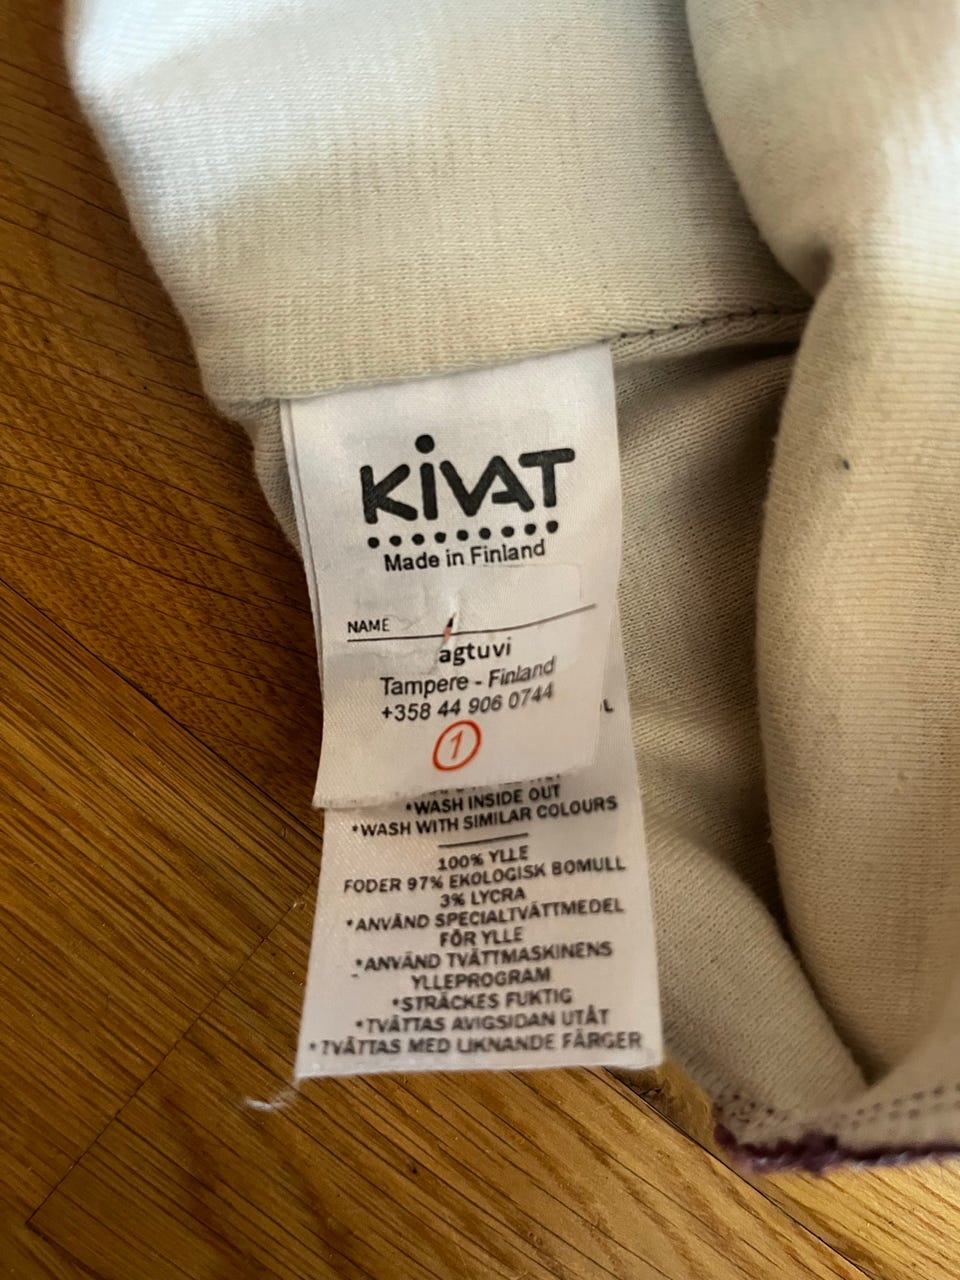 KiVAT
Made in Finland
NAME
agtuvi
Tampere - Finland
+358 44 906 0744
1
*WASH INSIDE OUT
*WASH WITH SIMILAR COLOURS
100% YLLE
FODER 97% EKOLOGISK BOMULL
3% LYCRA
*ANVÄND SPECIALTVÄTTMEDEL
FÖR YLLE
*ANVÄND TVÄTTMASKINENS
YLLEPROGRAM
*STRÄCKES FUKTIG
*TVÄTTAS AVIGSIDAN UTÅT
*TVÄTTAS MED LIKNANDE FÄRGER